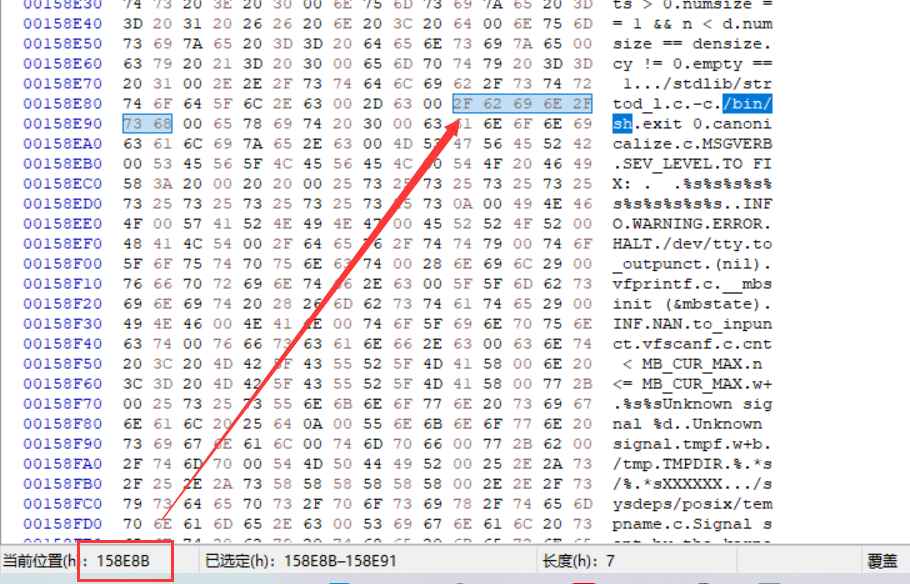 00158E30 74 73 20 3E 20 30 00 6E 75 6D 73 69 7A 65 20 3D ts > 0.numsize =
00158E40 3D 20 31 20 26 26 20 6E 20 3C 20 64 00 6E 75 6D = 1 && n < d.num
00158E50 73 69 7A 65 20 3D 3D 20 64 65 6E 73 69 7A 65 00 size == densize.
00158E60 63 79 20 21 3D 20 30 00 65 6D 70 74 79 20 3D 3D cy != 0.empty ==
00158E70 20 31 00 2E 2E 2F 73 74 64 6C 69 62 2F 73 74 72 1.../stdlib/str
00158E80 74 6F 64 5F 6C 2E 63 00 2D 63 00 2F 62 69 6E 2F tod_l.c.-c./bin/
00158E90 73 68 00 65 78 69 74 20 30 00 63 61 6E 6F 6E 69 sh.exit 0.canoni
00158EA0 63 61 6C 69 7A 65 2E 63 00 4D 53 47 56 45 52 42 calize.c.MSGVERB
00158EB0 00 53 45 56 5F 4C 45 56 45 4C 00 54 4F 20 46 49 .SEV_LEVEL.TO FI
00158EC0 58 3A 20 00 20 20 00 25 73 25 73 25 73 25 73 25 X: .  .%s%s%s%s%
00158ED0 73 25 73 25 73 25 73 25 73 25 73 0A 00 49 4E 46 s%s%s%s%s%s..INF
00158EE0 4F 00 57 41 52 4E 49 4E 47 00 45 52 52 4F 52 00 O.WARNING.ERROR.
00158EF0 48 41 4C 54 00 2F 64 65 76 2F 74 74 79 00 74 6F HALT./dev/tty.to
00158F00 5F 6F 75 74 70 75 6E 63 74 00 28 6E 69 6C 29 00 _outpunct.(nil).
00158F10 76 66 70 72 69 6E 74 66 2E 63 00 5F 5F 6D 62 73 vfprintf.c.__mbs
00158F20 69 6E 69 74 20 28 26 6D 62 73 74 61 74 65 29 00 init (&mbstate).
00158F30 49 4E 46 00 4E 41 4E 00 74 6F 5F 69 6E 70 75 6E INF.NAN.to_inpun
00158F40 63 74 00 76 66 73 63 61 6E 66 2E 63 00 63 6E 74 ct.vfscanf.c.cnt
00158F50 20 3C 20 4D 42 5F 43 55 52 5F 4D 41 58 00 6E 20 < MB_CUR_MAX.n
00158F60 3C 3D 20 4D 42 5F 43 55 52 5F 4D 41 58 00 77 2B <= MB_CUR_MAX.w+
00158F70 00 25 73 25 73 55 6E 6B 6E 6F 77 6E 20 73 69 67 .%s%sUnknown sig
00158F80 6E 61 6C 20 25 64 0A 00 55 6E 6B 6E 6F 77 6E 20 nal %d..Unknown
00158F90 73 69 67 6E 61 6C 00 74 6D 70 66 00 77 2B 62 00 signal.tmpf.w+b.
00158FA0 2F 74 6D 70 00 54 4D 50 44 49 52 00 25 2E 2A 73 /tmp.TMPDIR.%.*s
00158FB0 2F 25 2E 2A 73 58 58 58 58 58 58 00 2E 2E 2F 73 /%.*sXXXXXX.../s
00158FC0 79 73 64 65 70 73 2F 70 6F 73 69 78 2F 74 65 6D ysdeps/posix/tem
00158FD0 70 6E 61 6D 65 2E 63 00 53 69 67 6E 61 6C 20 73 pname.c.Signal s
当前位置(h): 158E8B 已选定(h): 158E8B–158E91 长度(h): 7 覆盖